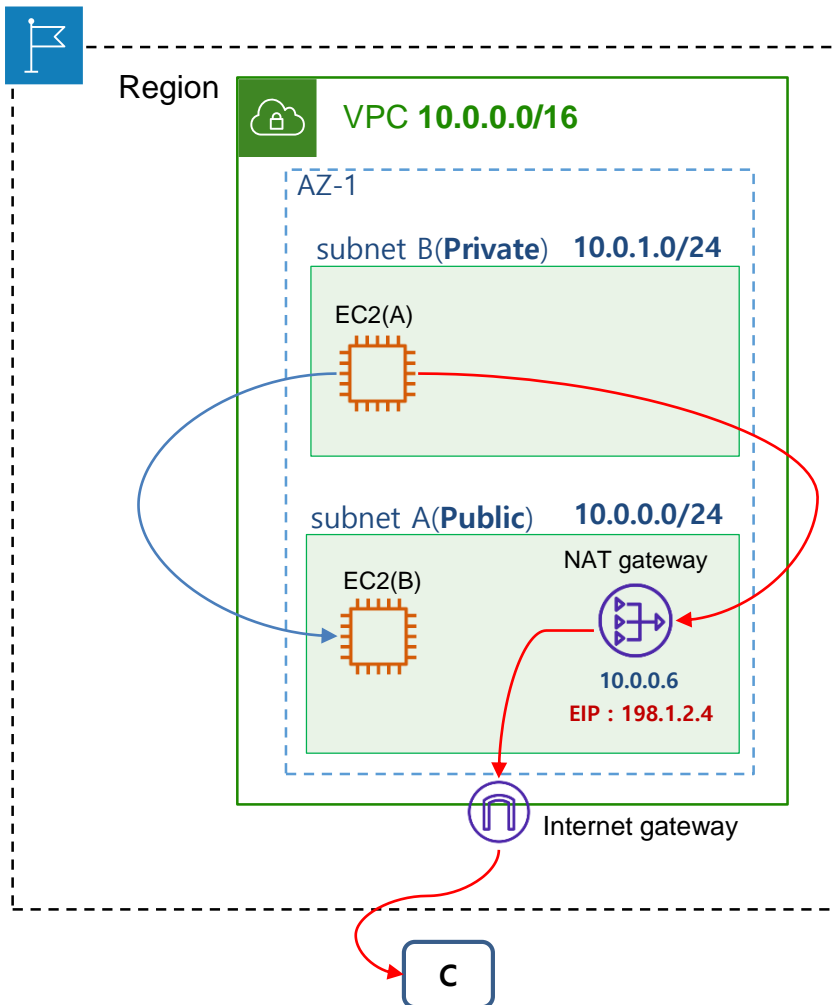 Region
VPC 10.0.0.0/16
AZ-1
subnet B(Private) 10.0.1.0/24
EC2(A)
subnet A(Public) 10.0.0.0/24
EC2(B)
NAT gateway
10.0.0.6
EIP : 198.1.2.4
Internet gateway
C